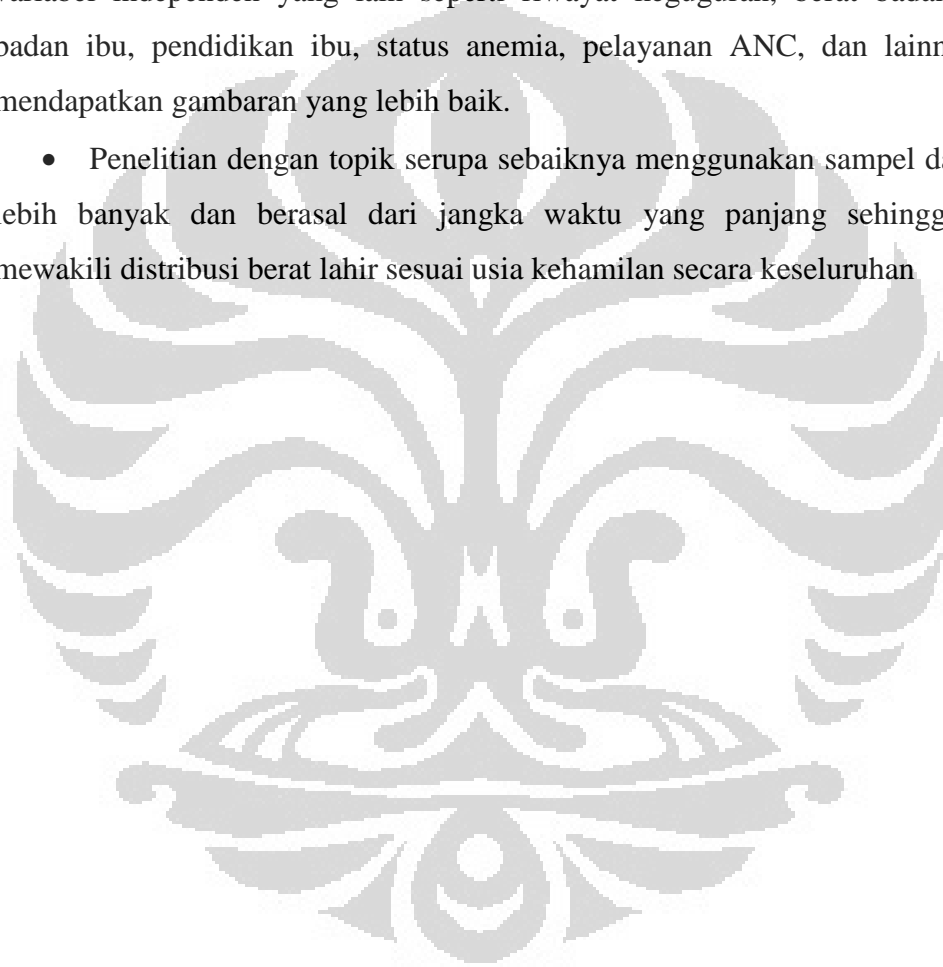 variabel independen yang lain seperti riwayat keguguran, berat badan
badan ibu, pendidikan ibu, status anemia, pelayanan ANC, dan lainn
mendapatkan gambaran yang lebih baik.
• Penelitian dengan topik serupa sebaiknya menggunakan sampel da
lebih banyak dan berasal dari jangka waktu yang panjang sehingg
mewakili distribusi berat lahir sesuai usia kehamilan secara keseluruhan